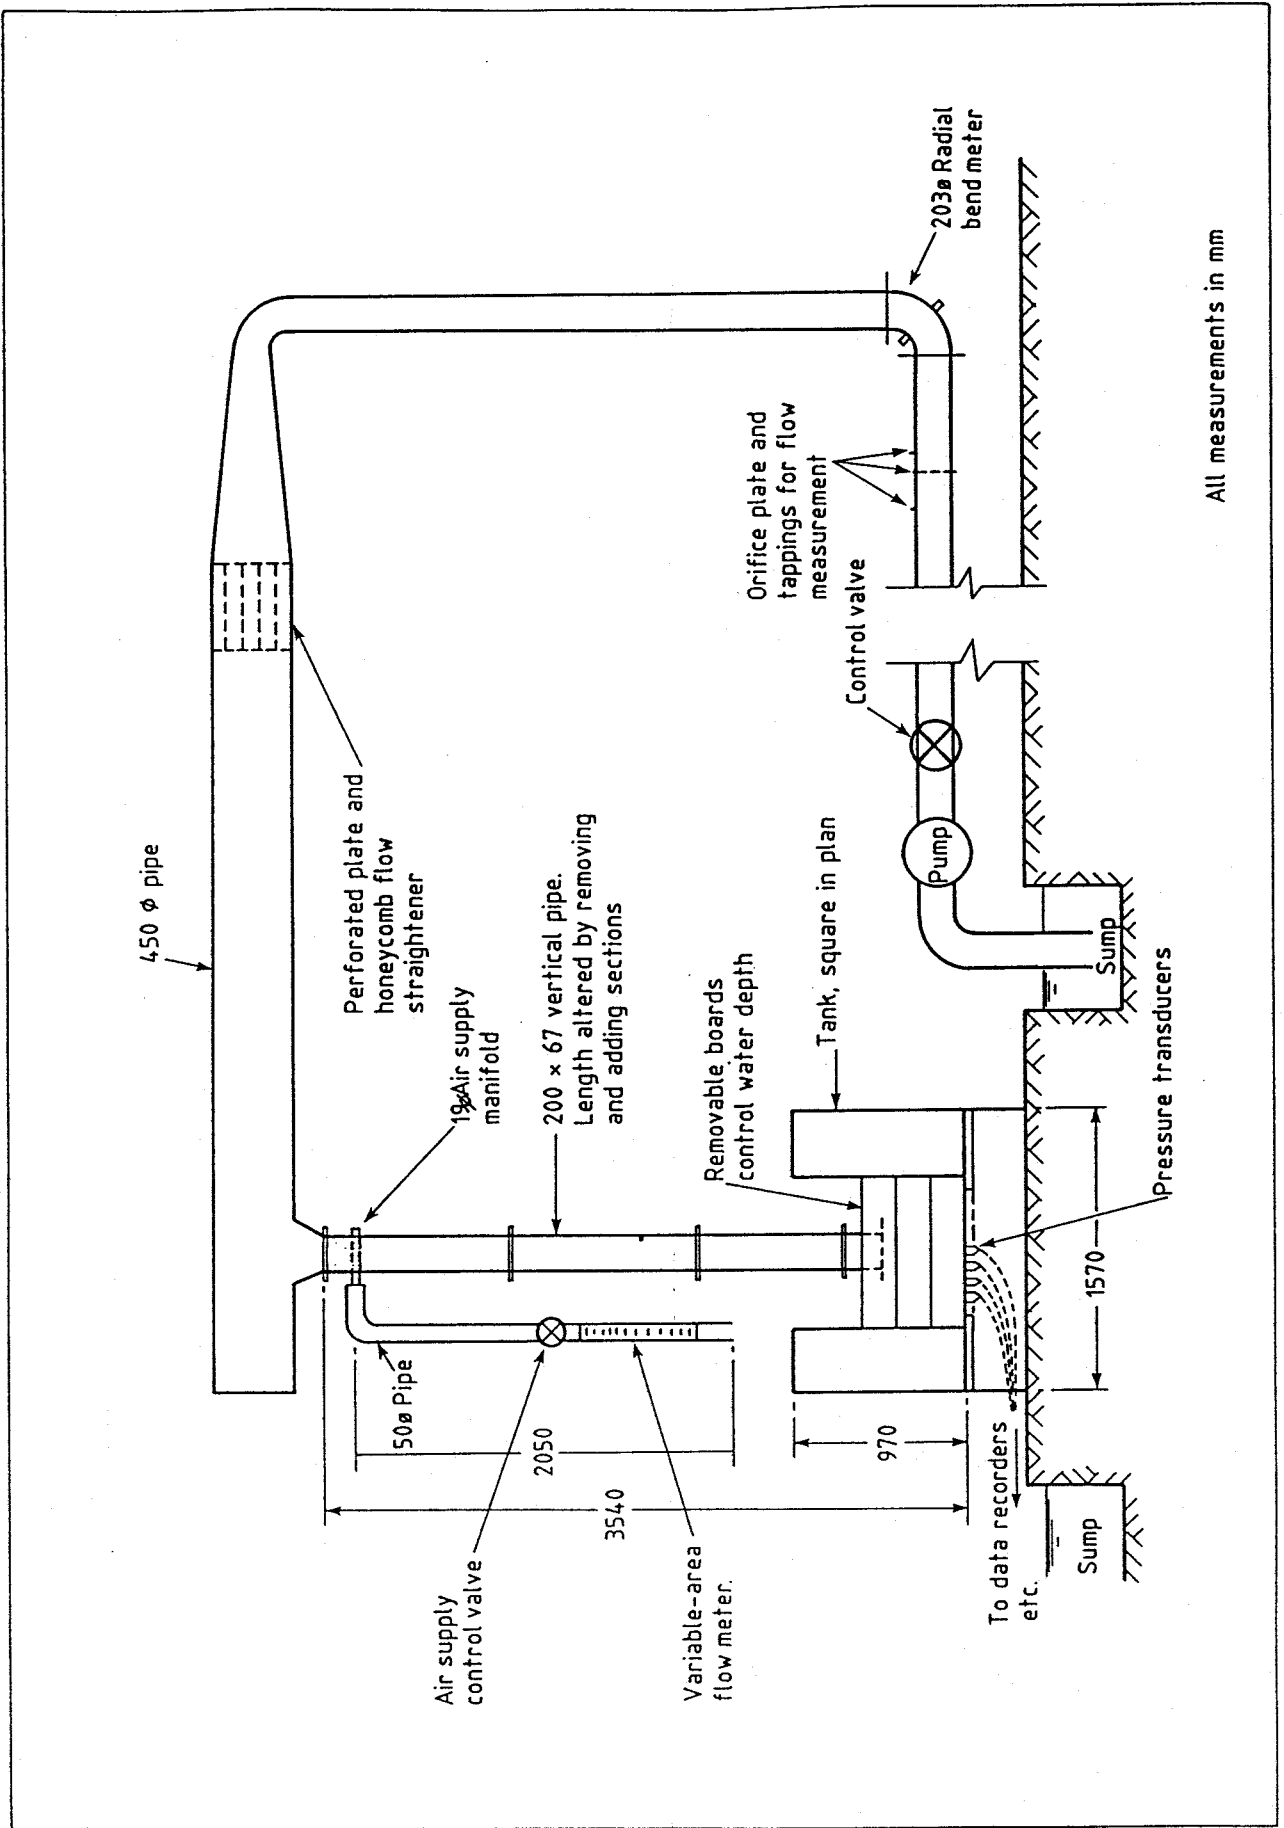 450 Ø pipe
Perforated plate and
honeycomb flow
straightener
19ø Air supply
manifold
200 × 67 vertical pipe.
Length altered by removing
and adding sections
50ø Pipe
2050
3540
Air supply
control valve
Variable-area
flow meter.
Orifice plate and
tappings for flow
measurement
Control valve
203ø Radial
bend meter
Pump
Sump
Tank, square in plan
Removable boards
control water depth
970
1570
Pressure transducers
To data recorders
etc.
Sump
All measurements in mm